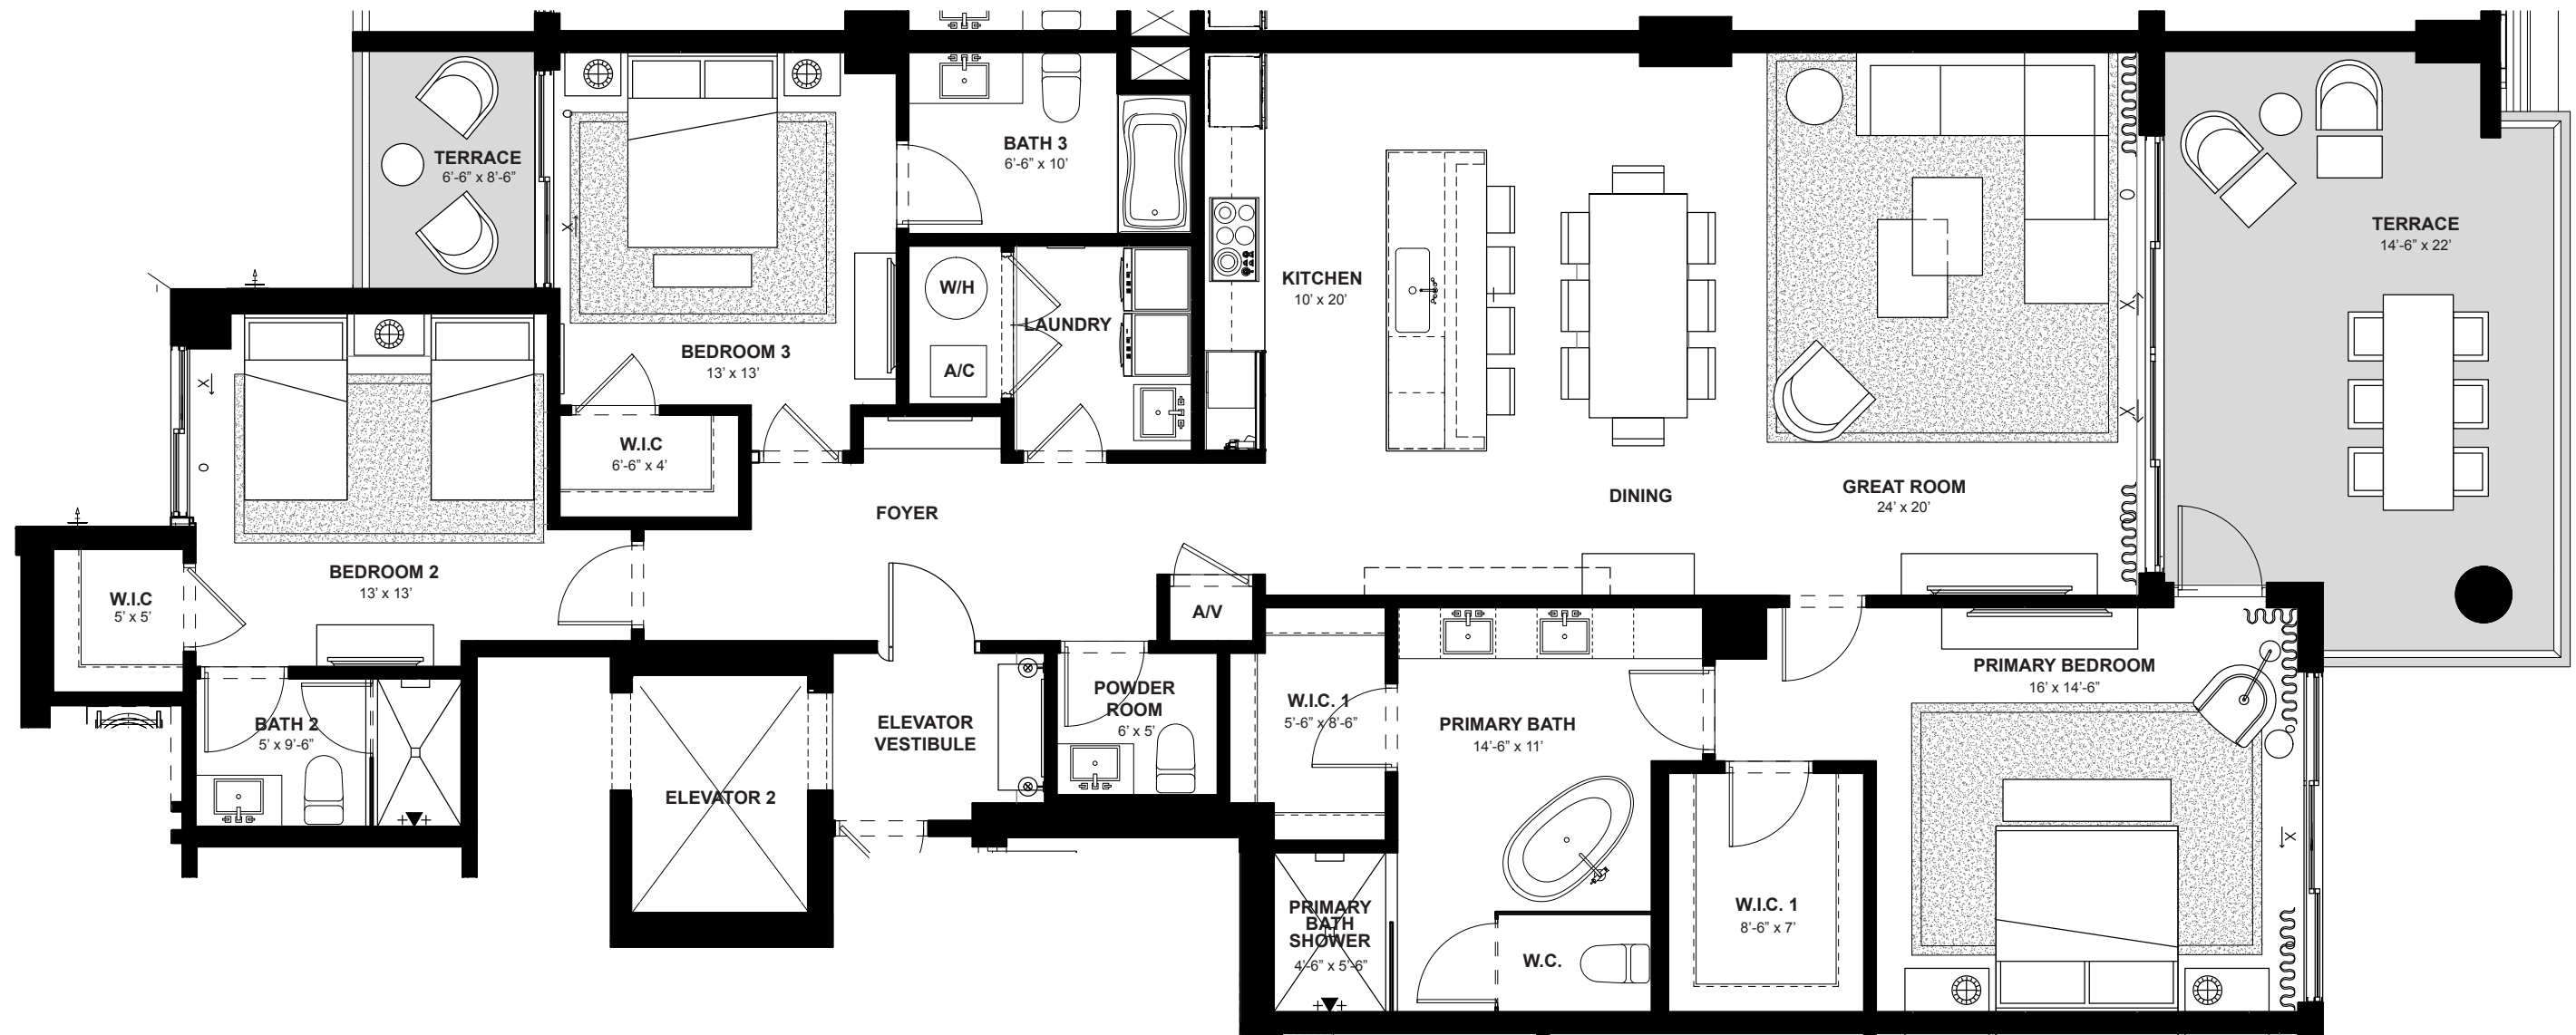 TERRACE
6'-6" x 8'-6"
BATH 3
6'-6" x 10'
TERRACE
14'-6" x 22'
W/H
LAUNDRY
A/C
KITCHEN
10' x 20'
BEDROOM 3
13' x 13'
X
X
X
X
O
O
O
W.I.C
6'-6" x 4'
FOYER
DINING
GREAT ROOM
24' x 20'
BEDROOM 2
13' x 13'
W.I.C
5' x 5'
A/V
BATH 2
5' x 9'-6"
ELEVATOR 2
ELEVATOR
VESTIBULE
POWDER
ROOM
6' x 5'
W.I.C. 1
5'-6" x 8'-6"
PRIMARY BATH
14'-6" x 11'
PRIMARY BEDROOM
16' x 14'-6"
X
PRIMARY
BATH
SHOWER
4'-6" x 5'-6"
W.C.
W.I.C. 1
8'-6" x 7'